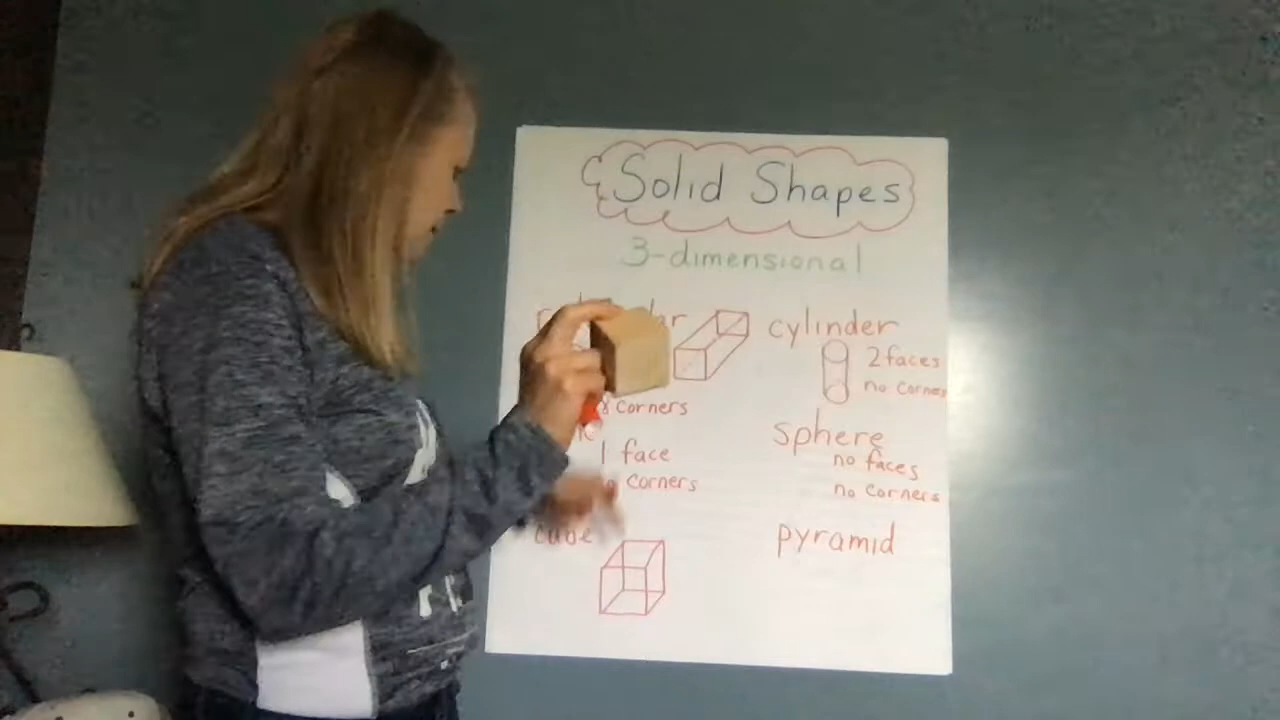 Solid Shapes
3-dimensional
8 corners
1 face
corners
cube
cylinder
2 faces
no corners
sphere
no faces
no corners
pyramid